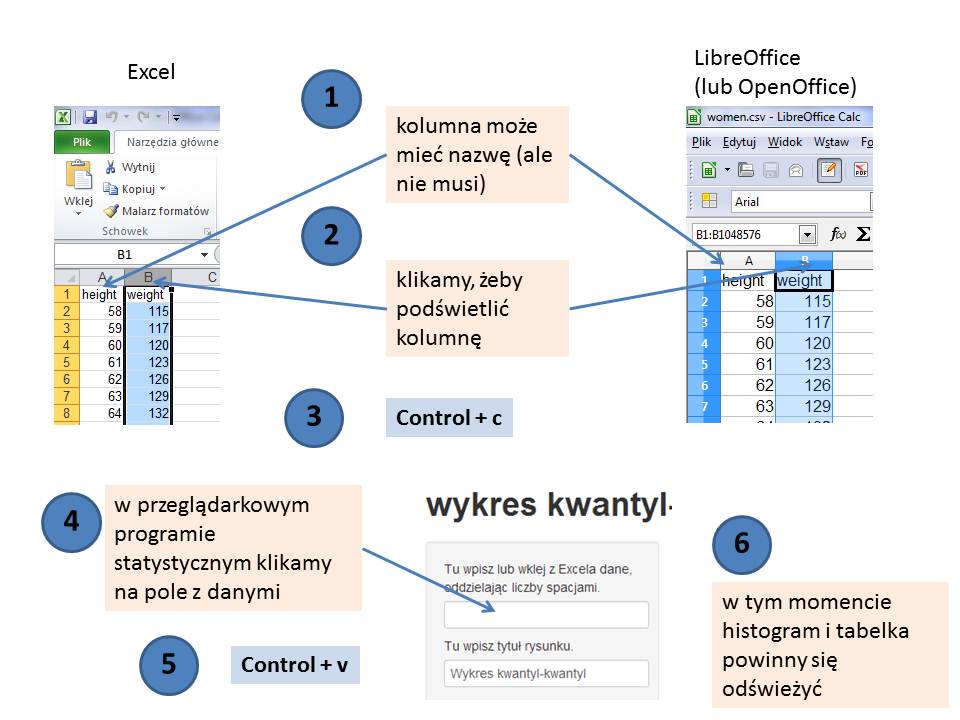 Excel
LibreOffice
(lub OpenOffice)
1
kolumna może
mieć nazwę (ale
nie musi)
Plik
Narzędzia główne
Wklej
Wytnij
Kopiuj
Malarz formatów
Schowek
B1
A B C
1 height weight
2 58 115
3 59 117
4 60 120
5 61 123
6 62 126
7 63 129
8 64 132
women.csv - LibreOffice Calc
Plik Edytuj Widok Wstaw
PDF
Arial
B1:B1048576 f(x) Σ
A B
1 height weight
2 58 115
3 59 117
4 60 120
5 61 123
6 62 126
7 63 129
2
klikamy, żeby
podświetlić
kolumnę
3
Control + c
4
w przeglądarkowym
programie
statystycznym klikamy
na pole z danymi
wykres kwantyl-
Tu wpisz lub wklej z Excela dane,
oddzielając liczby spacjami.
Tu wpisz tytuł rysunku.
Wykres kwantyl-kwantyl
5
Control + v
6
w tym momencie
histogram i tabelka
powinny się
odświeżyć